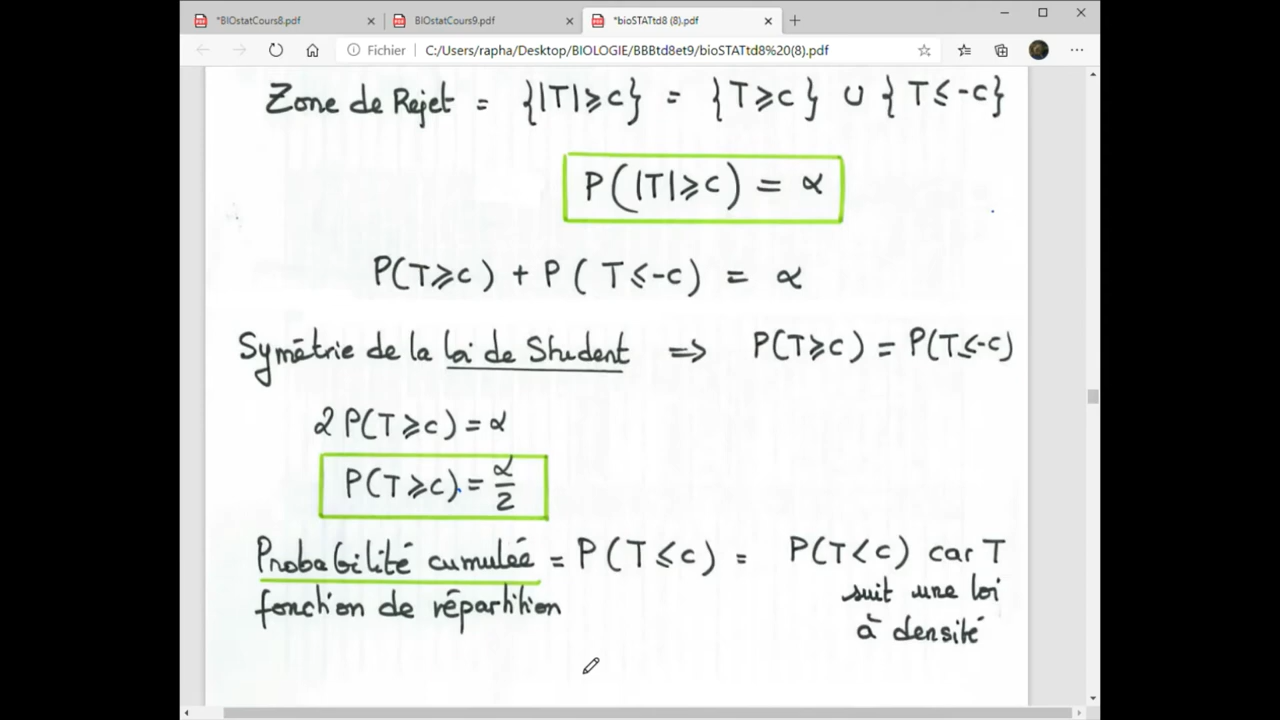 *BIOstatCours8.pdf
BIOstatCours9.pdf
*bioSTATtd8 (8).pdf
Fichier
C:/Users/rapha/Desktop/BIOLOGIE/BBBtd8et9/bioSTATtd8%20(8).pdf
Zone de Rejet = {|T|⩾c} = {T⩾c} ∪ {T⩽-c}
P(|T|⩾c) = α
P(T⩾c) + P(T⩽-c) = α
Symétrie de la loi de Student ⇒ P(T⩾c) = P(T⩽-c)
2 P(T⩾c) = α
P(T⩾c) = α/2
Probabilité cumulée = P(T⩽c) = P(T<c) car T
fonction de répartition
suit une loi
à densité